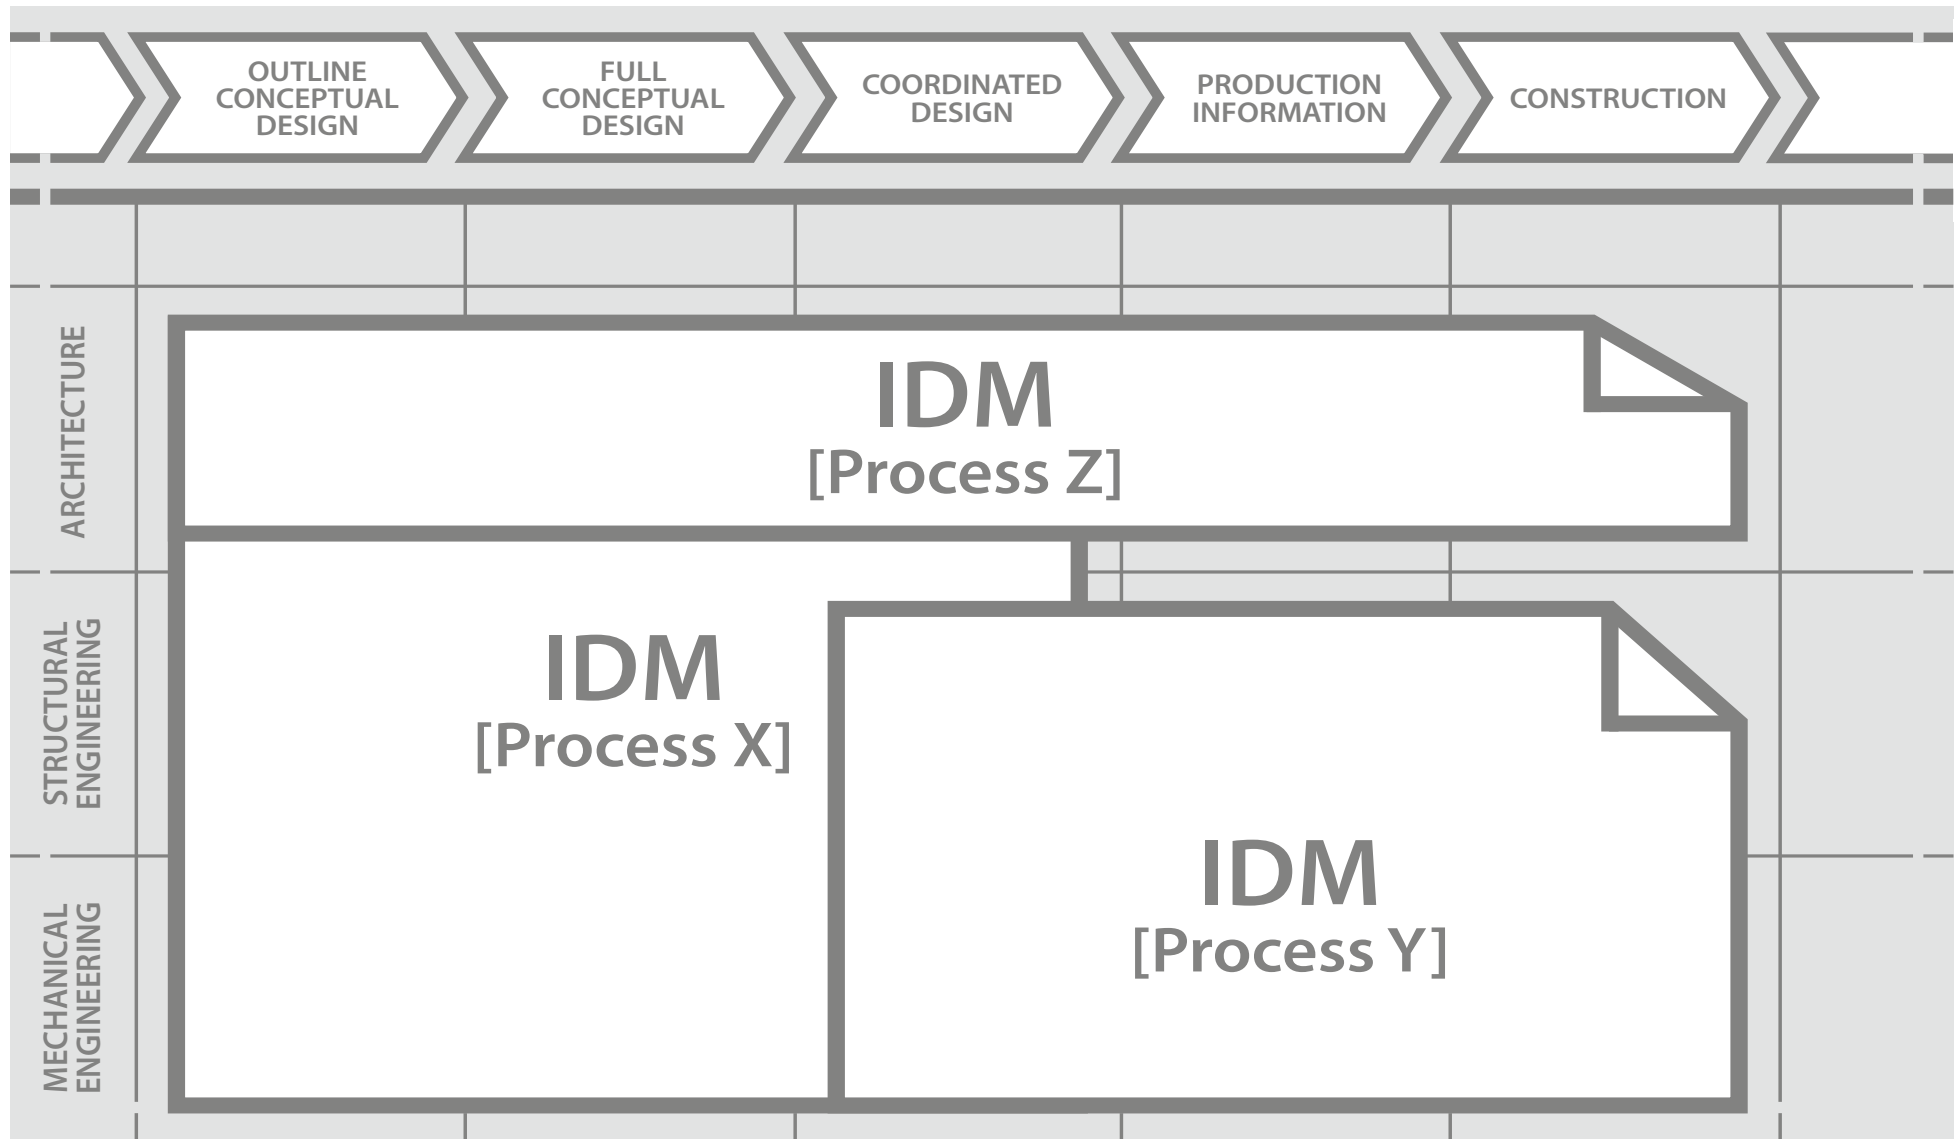 OUTLINE
CONCEPTUAL
DESIGN
FULL
CONCEPTUAL
DESIGN
COORDINATED
DESIGN
PRODUCTION
INFORMATION
CONSTRUCTION
ARCHITECTURE
IDM
[Process Z]
STRUCTURAL
ENGINEERING
IDM
[Process X]
MECHANICAL
ENGINEERING
IDM
[Process Y]